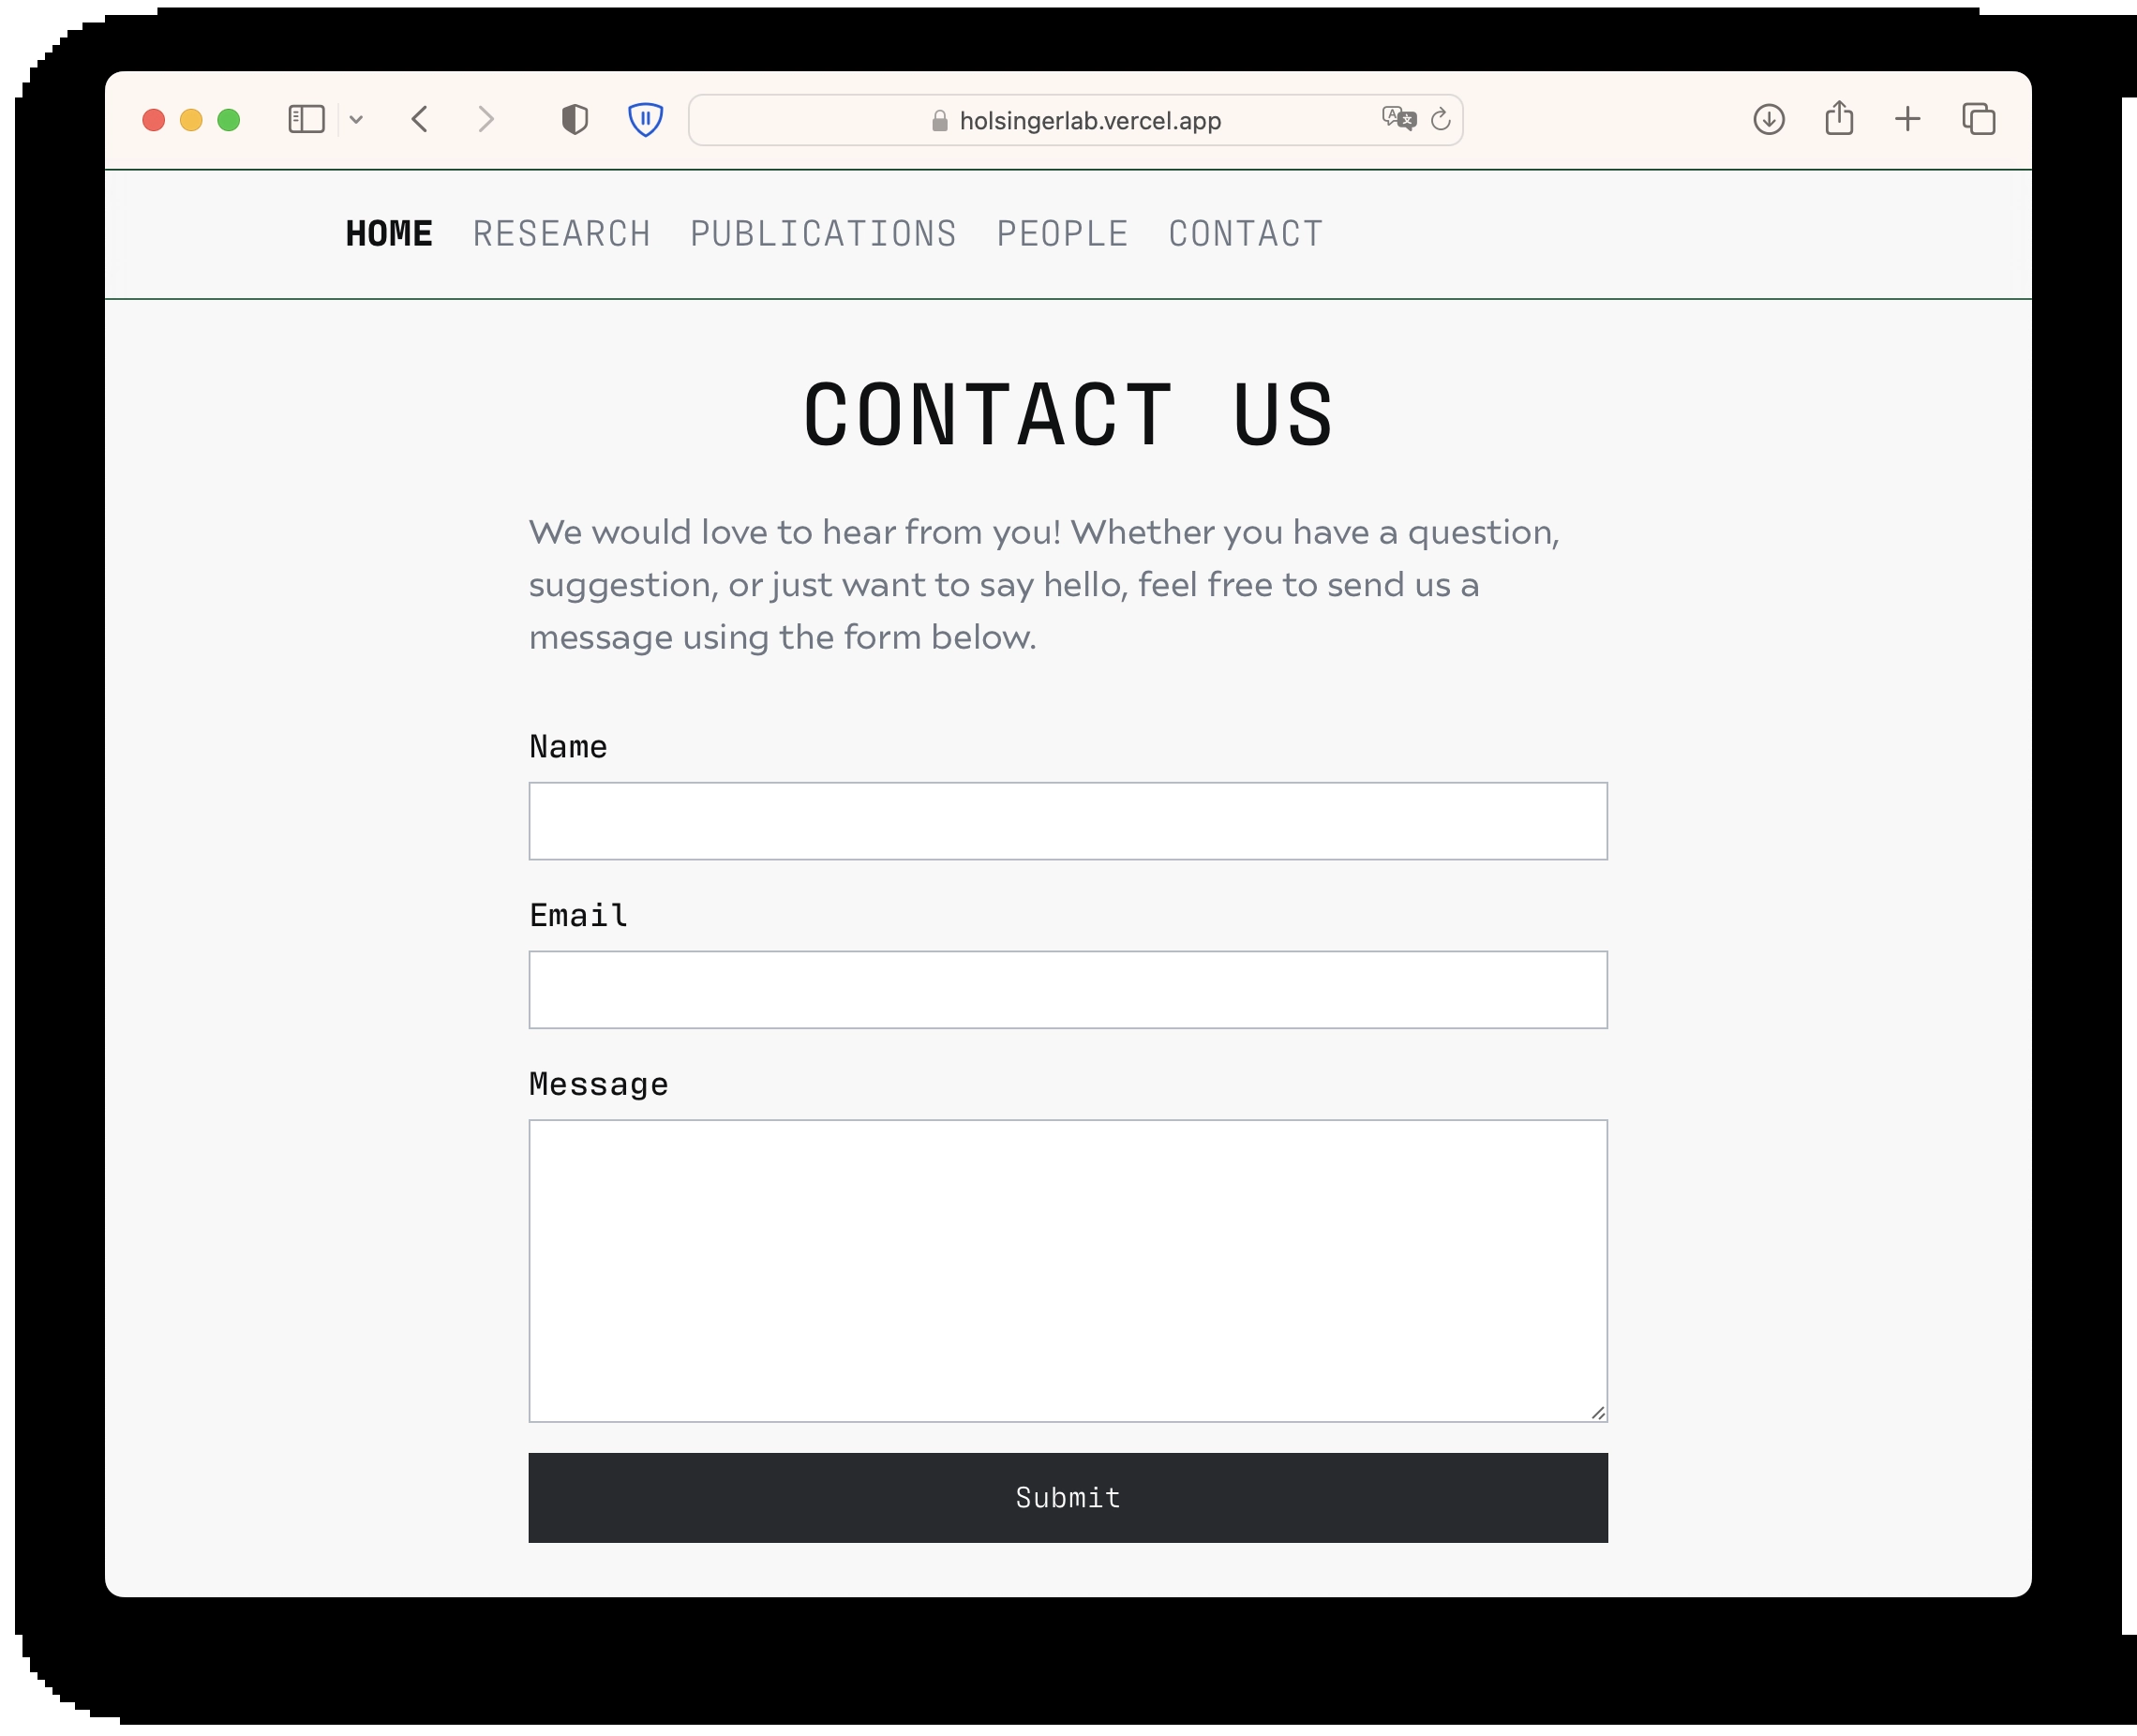 holsingerlab.vercel.app
HOME RESEARCH PUBLICATIONS PEOPLE CONTACT
CONTACT US
We would love to hear from you! Whether you have a question,
suggestion, or just want to say hello, feel free to send us a
message using the form below.
Name
Email
Message
Submit